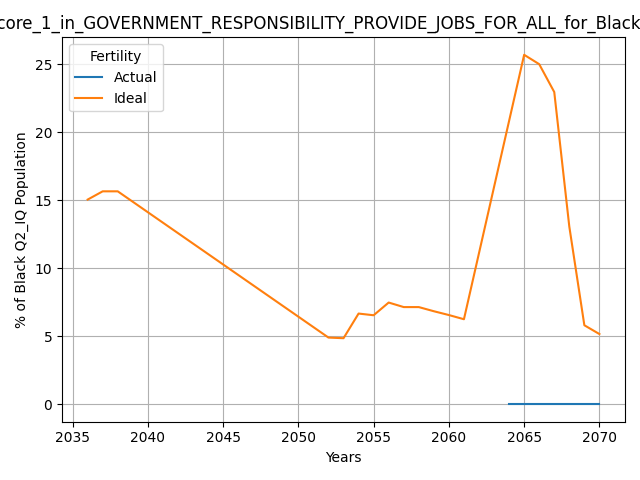 core_1_in_GOVERNMENT_RESPONSIBILITY_PROVIDE_JOBS_FOR_ALL_for_Black
Fertility
Actual
Ideal
% of Black Q2_IQ Population
25
20
15
10
5
0
2035 2040 2045 2050 2055 2060 2065 2070
Years